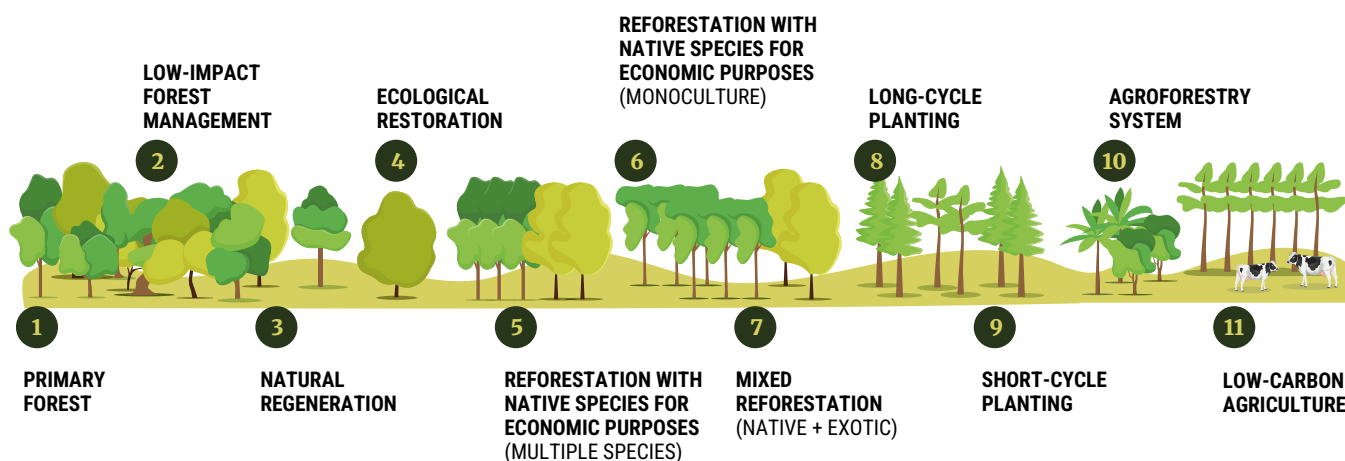 1
PRIMARY
FOREST
LOW-IMPACT
FOREST
MANAGEMENT
2
3
NATURAL
REGENERATION
ECOLOGICAL
RESTORATION
4
5
REFORESTATION WITH
NATIVE SPECIES FOR
ECONOMIC PURPOSES
(MULTIPLE SPECIES)
REFORESTATION WITH
NATIVE SPECIES FOR
ECONOMIC PURPOSES
(MONOCULTURE)
6
7
MIXED
REFORESTATION
(NATIVE + EXOTIC)
LONG-CYCLE
PLANTING
8
9
SHORT-CYCLE
PLANTING
AGROFORESTRY
SYSTEM
10
11
LOW-CARBON
AGRICULTURE